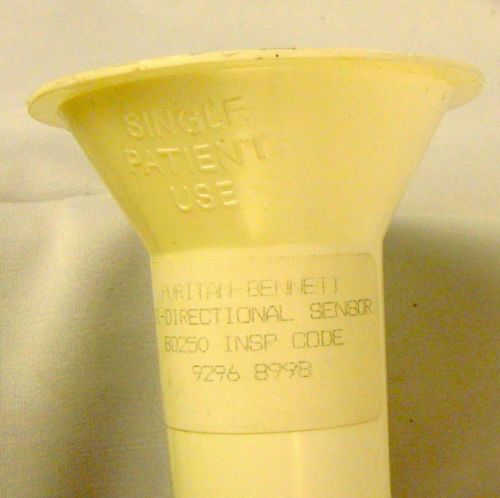 SINGLE
PATIENT
USE
PURITAN-BENNETT
I-DIRECTIONAL SENSOR
BD250 INSP CODE
9296 8998